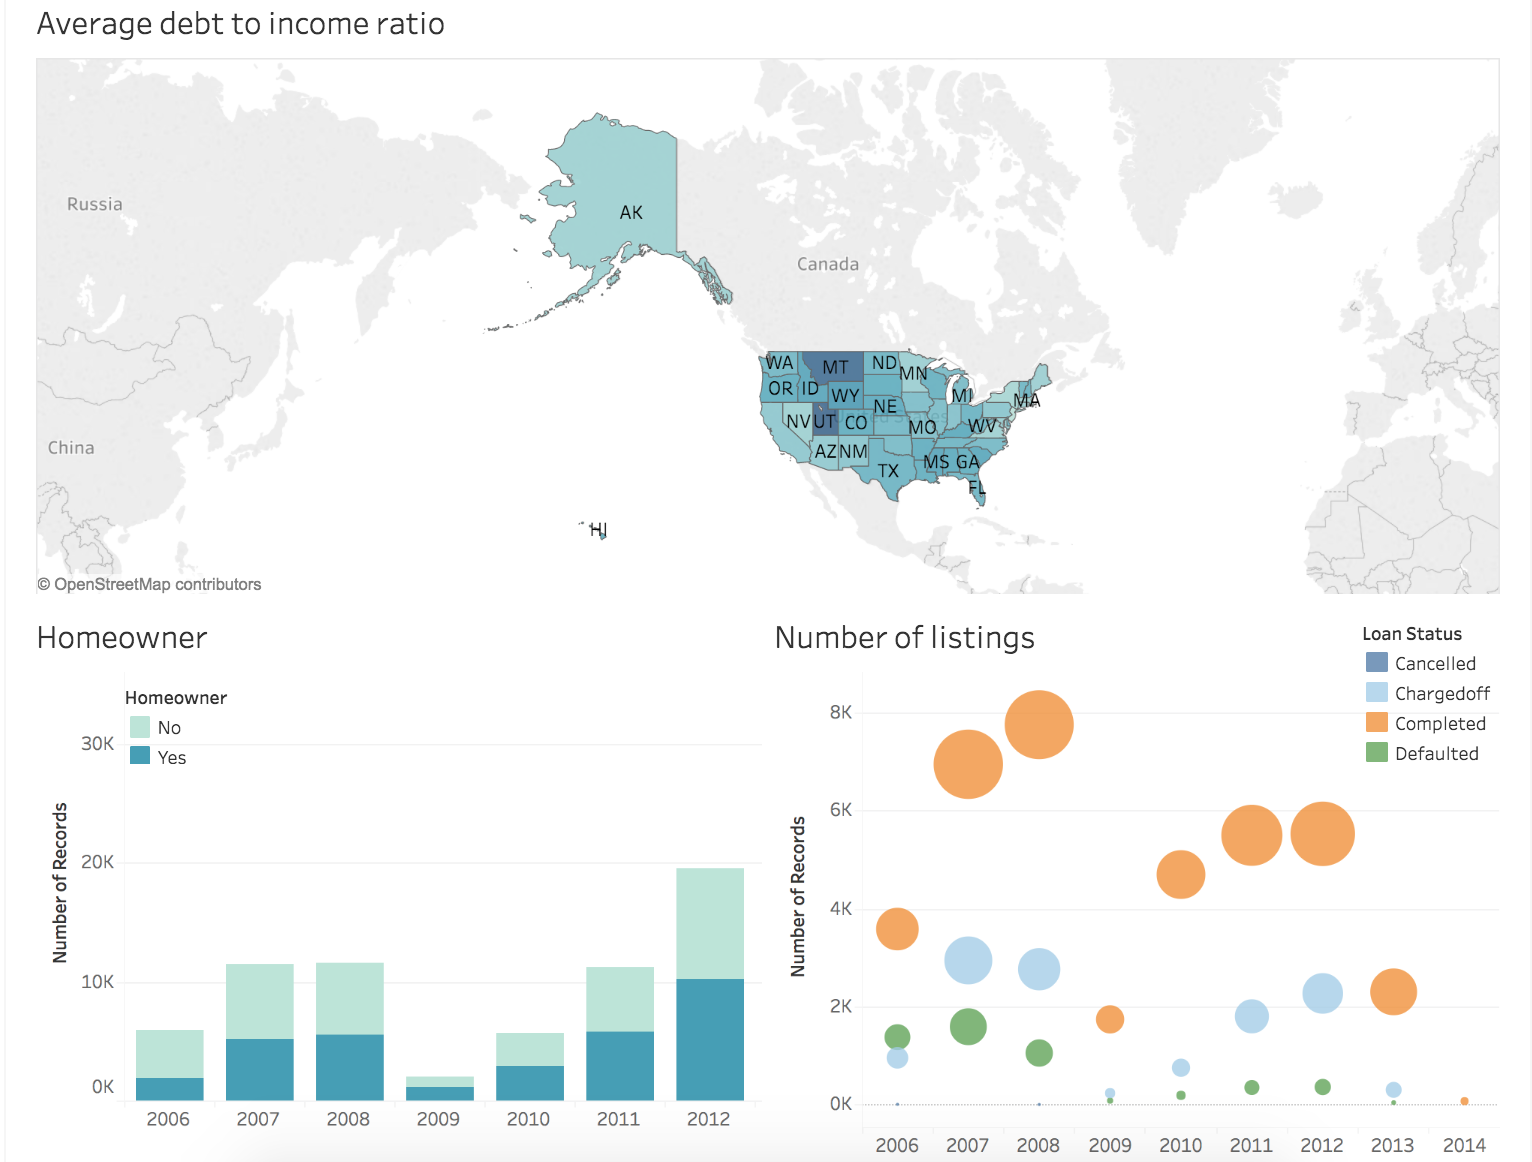 Average debt to income ratio
Russia
AK
Canada
China
WA
MT
ND
MN
OR
ID
WY
NE
MI
MA
NV
UT
CO
MO
WV
AZ
NM
TX
MS
GA
FL
HI
© OpenStreetMap contributors
Homeowner
Homeowner
No
Yes
30K
20K
10K
0K
Number of Records
2006 2007 2008 2009 2010 2011 2012
Number of listings
Loan Status
Cancelled
Chargedoff
Completed
Defaulted
8K
6K
4K
2K
0K
Number of Records
2006 2007 2008 2009 2010 2011 2012 2013 2014